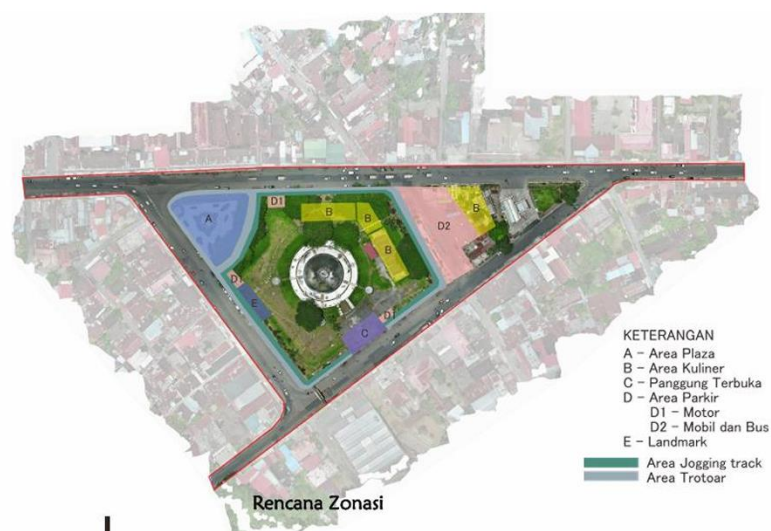 A
D1
B
B
B
B
D2
D1
E
C
D1
KETERANGAN
A - Area Plaza
B - Area Kuliner
C - Panggung Terbuka
D - Area Parkir
D1 - Motor
D2 - Mobil dan Bus
E - Landmark
Area Jogging track
Area Trotoar
Rencana Zonasi